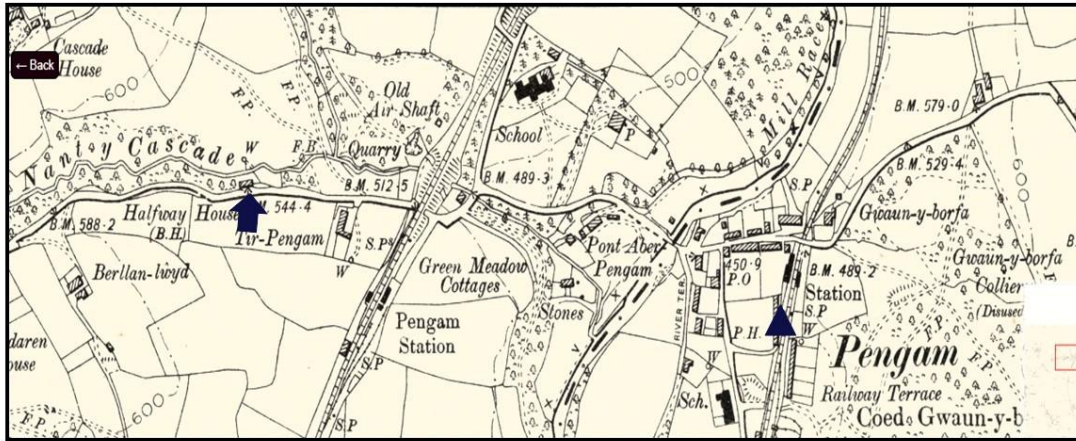 ← Back
Cascade
House
600
F.P.
F.P.
Old
Air Shaft
Quarry
School
500
P
Mill Race
B.M. 579·0
B.M. 529·4
600
Nant y Cascade
W
F.B.
B.M. 512·5
B.M. 489·3
S.P
Halfway House
(B.H.)
B.M. 588·2
M. 544·4
Tir-Pengam
W
S.Ps
Green Meadow
Cottages
Pont Aber
Pengam
Stones
Gwaun-y-borfa
Gwaun-y-borfa
Collier
(Disused
450·9
P.O
B.M. 489·2
Station
S.P
W
Berllan-lwyd
daren
ouse
600
F.P.
Pengam
Station
S.P
S.P
RIVER TER.
P.H.
W
Sch.
Pengam
Railway Terrace
Coed Gwaun-y-b
F.P.
F.P.